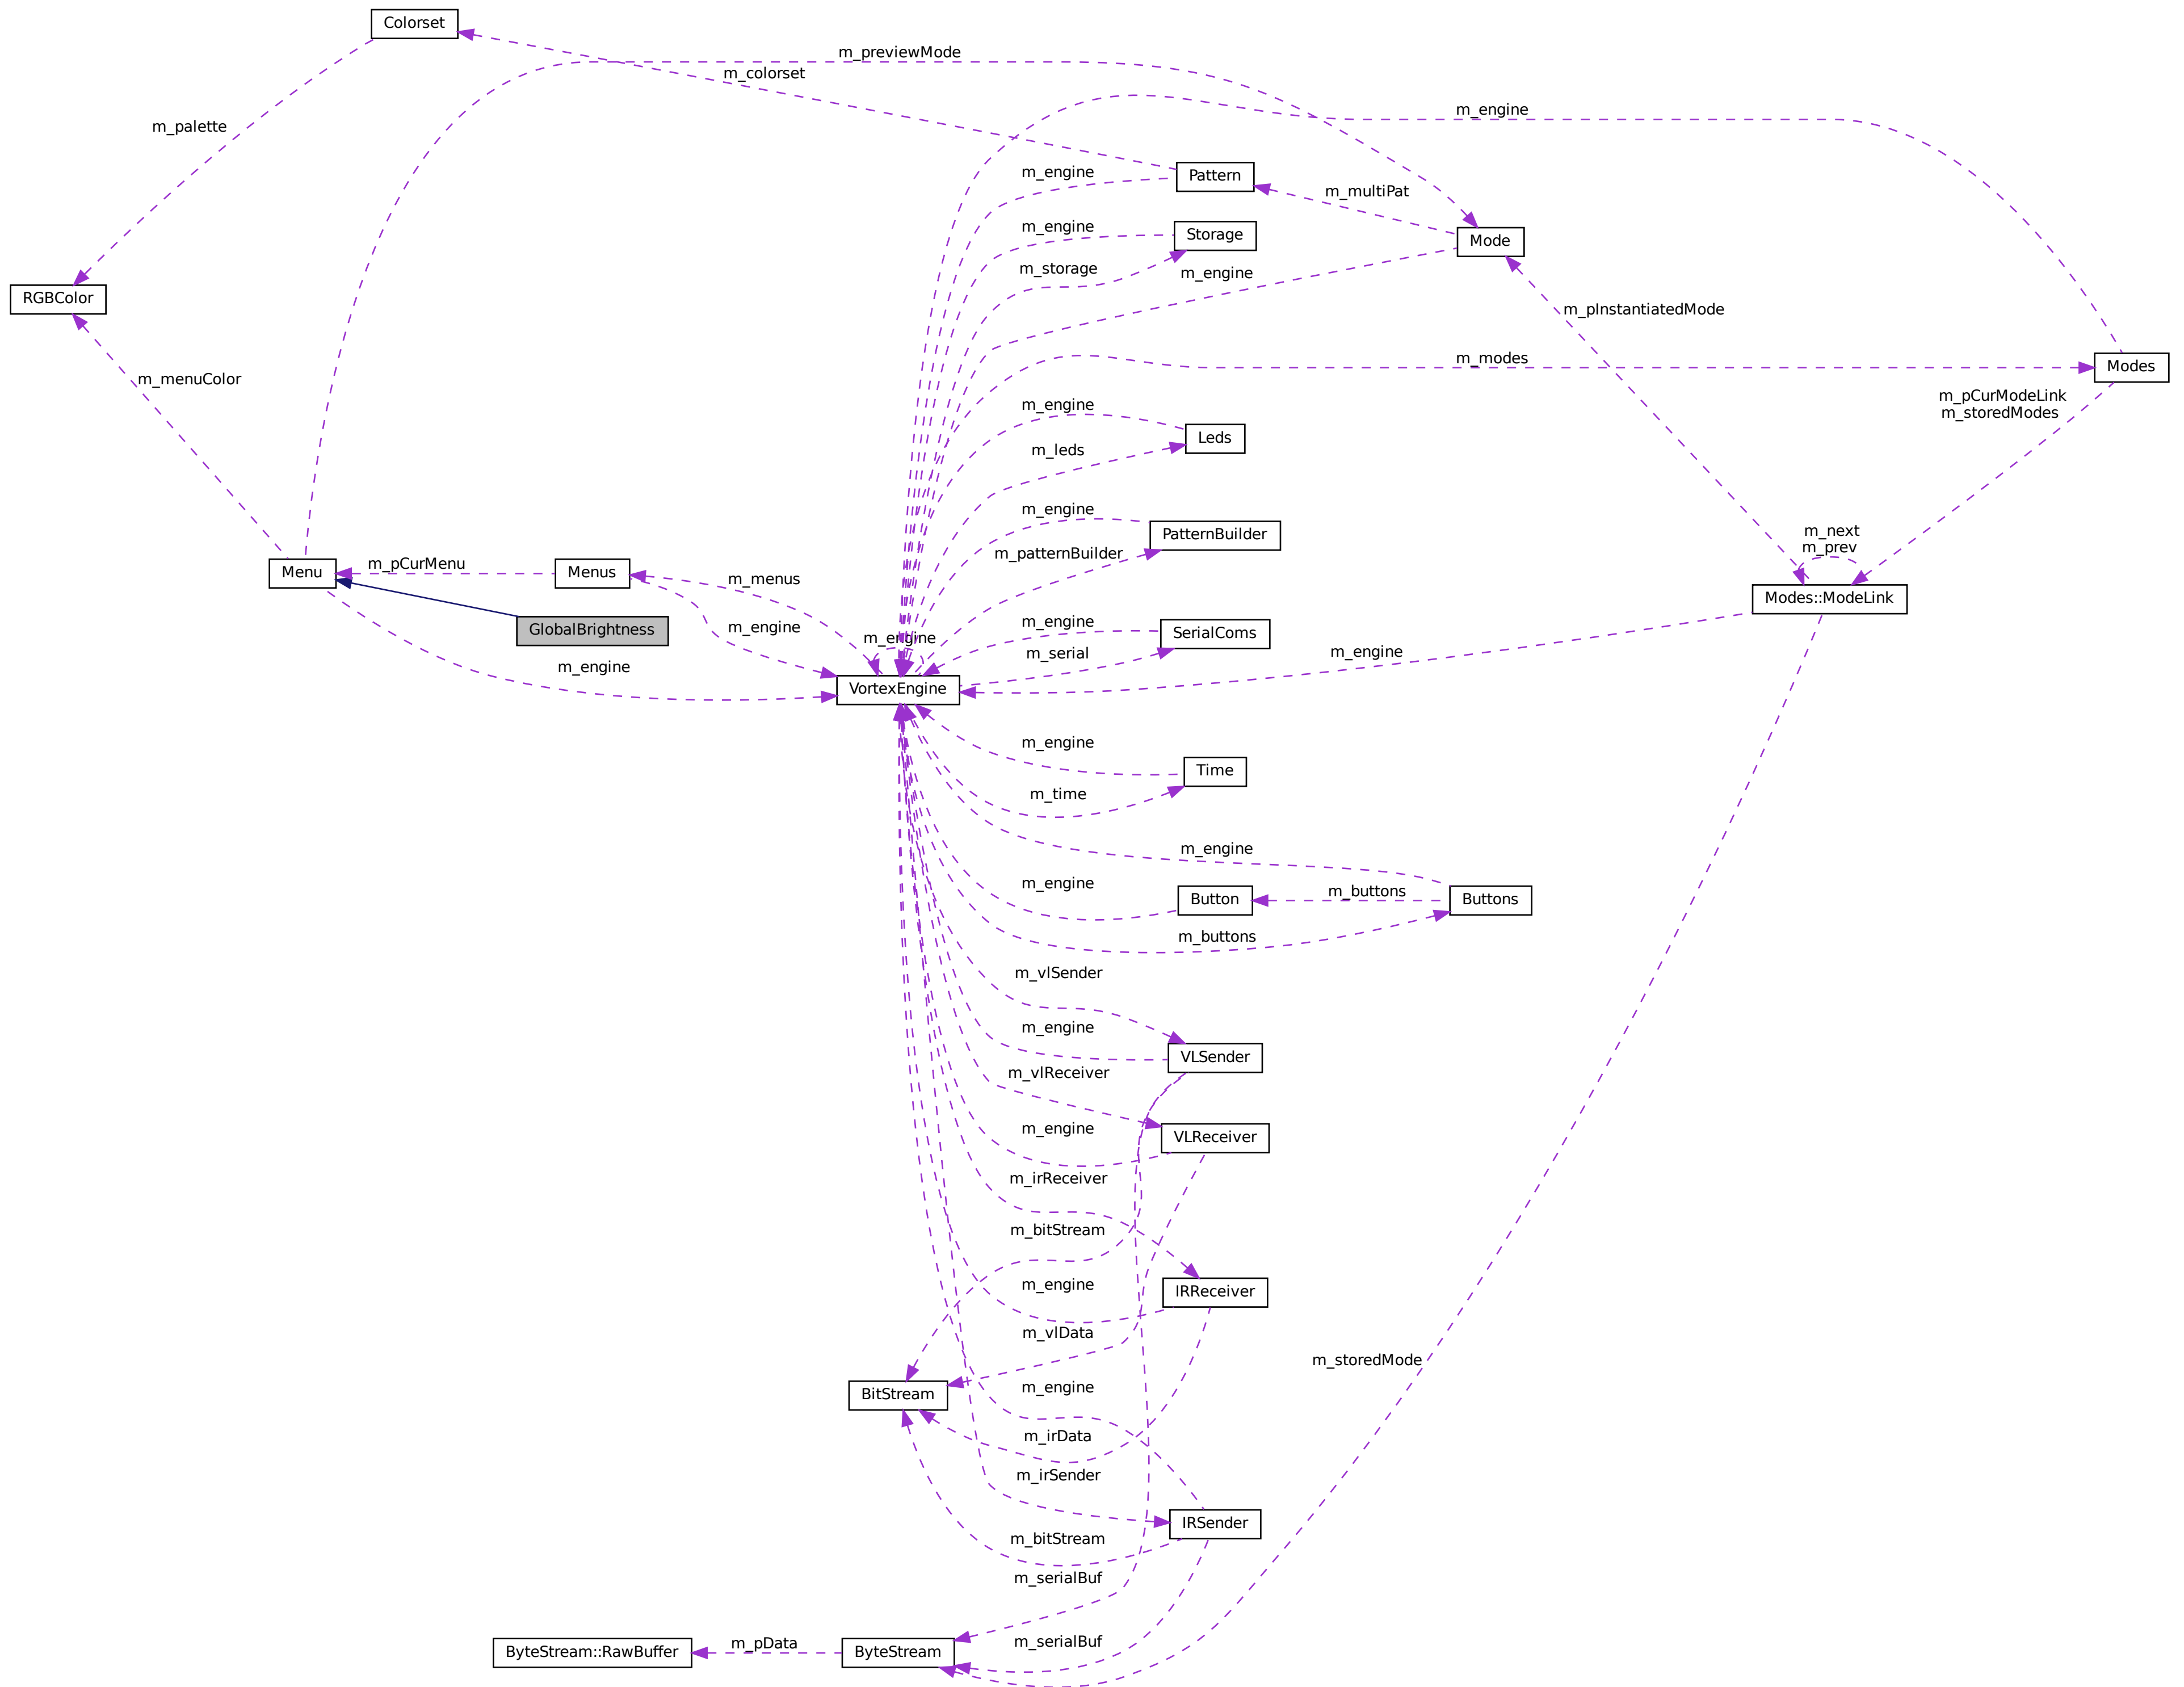 Colorset
m_previewMode
m_colorset
m_engine
m_palette
Pattern
m_engine
m_multiPat
Storage
m_engine
Mode
m_storage
m_engine
RGBColor
m_pInstantiatedMode
m_modes
Modes
m_menuColor
m_pCurModeLink
m_storedModes
m_engine
Leds
m_leds
m_engine
PatternBuilder
m_next
m_prev
m_patternBuilder
Menu
m_pCurMenu
Menus
m_menus
Modes::ModeLink
GlobalBrightness
m_engine
m_engine
m_engine
SerialComs
m_serial
m_engine
m_engine
VortexEngine
m_engine
Time
m_time
m_engine
m_engine
Button
m_buttons
Buttons
m_buttons
m_vlSender
m_engine
VLSender
m_vlReceiver
m_engine
VLReceiver
m_irReceiver
m_bitStream
m_engine
IRReceiver
m_vlData
m_storedMode
BitStream
m_engine
m_irData
m_irSender
IRSender
m_bitStream
m_serialBuf
m_serialBuf
ByteStream::RawBuffer
m_pData
ByteStream